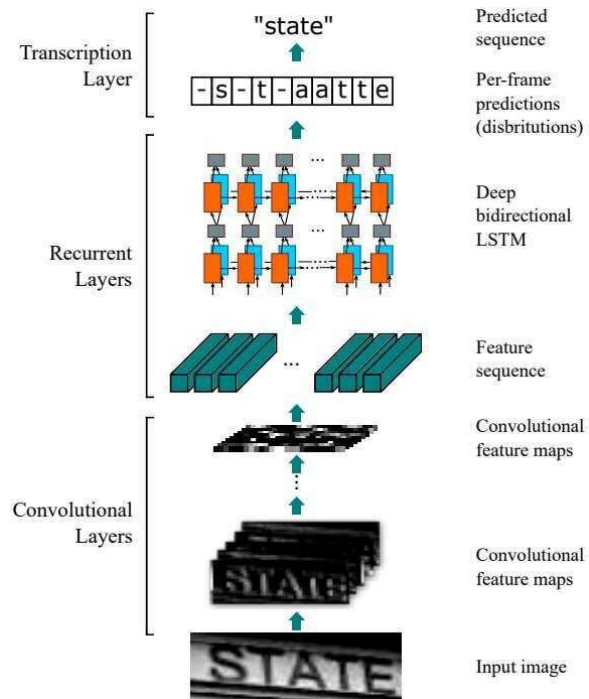 "state"
Predicted
sequence
Transcription
Layer
-s-t-aatte
Per-frame
predictions
(disbritutions)
Recurrent
Layers
...
...
...
...
Deep
bidirectional
LSTM
...
Feature
sequence
Convolutional
feature maps
Convolutional
Layers
STATE
Convolutional
feature maps
STATE
Input image